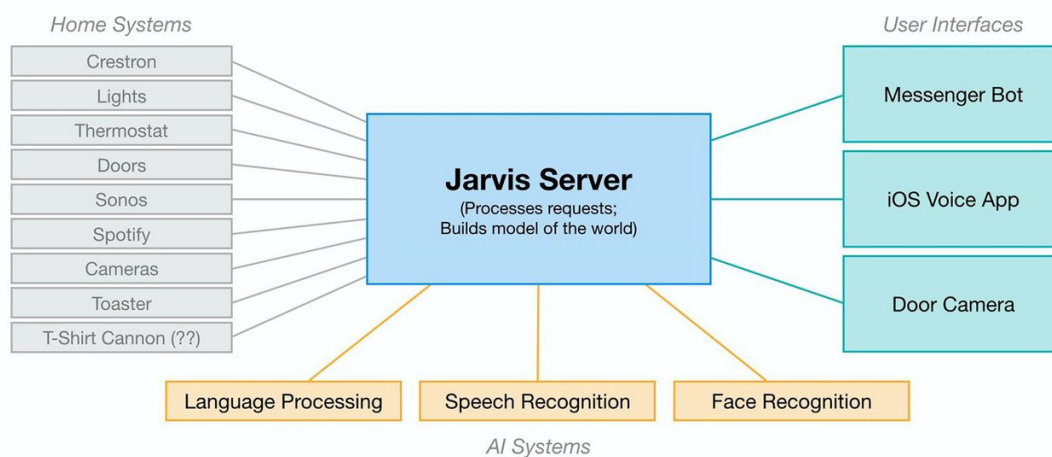 Home Systems
User Interfaces
Crestron
Lights
Thermostat
Doors
Sonos
Spotify
Cameras
Toaster
T-Shirt Cannon (??)
Jarvis Server
(Processes requests;
Builds model of the world)
Messenger Bot
iOS Voice App
Door Camera
Language Processing
Speech Recognition
Face Recognition
AI Systems